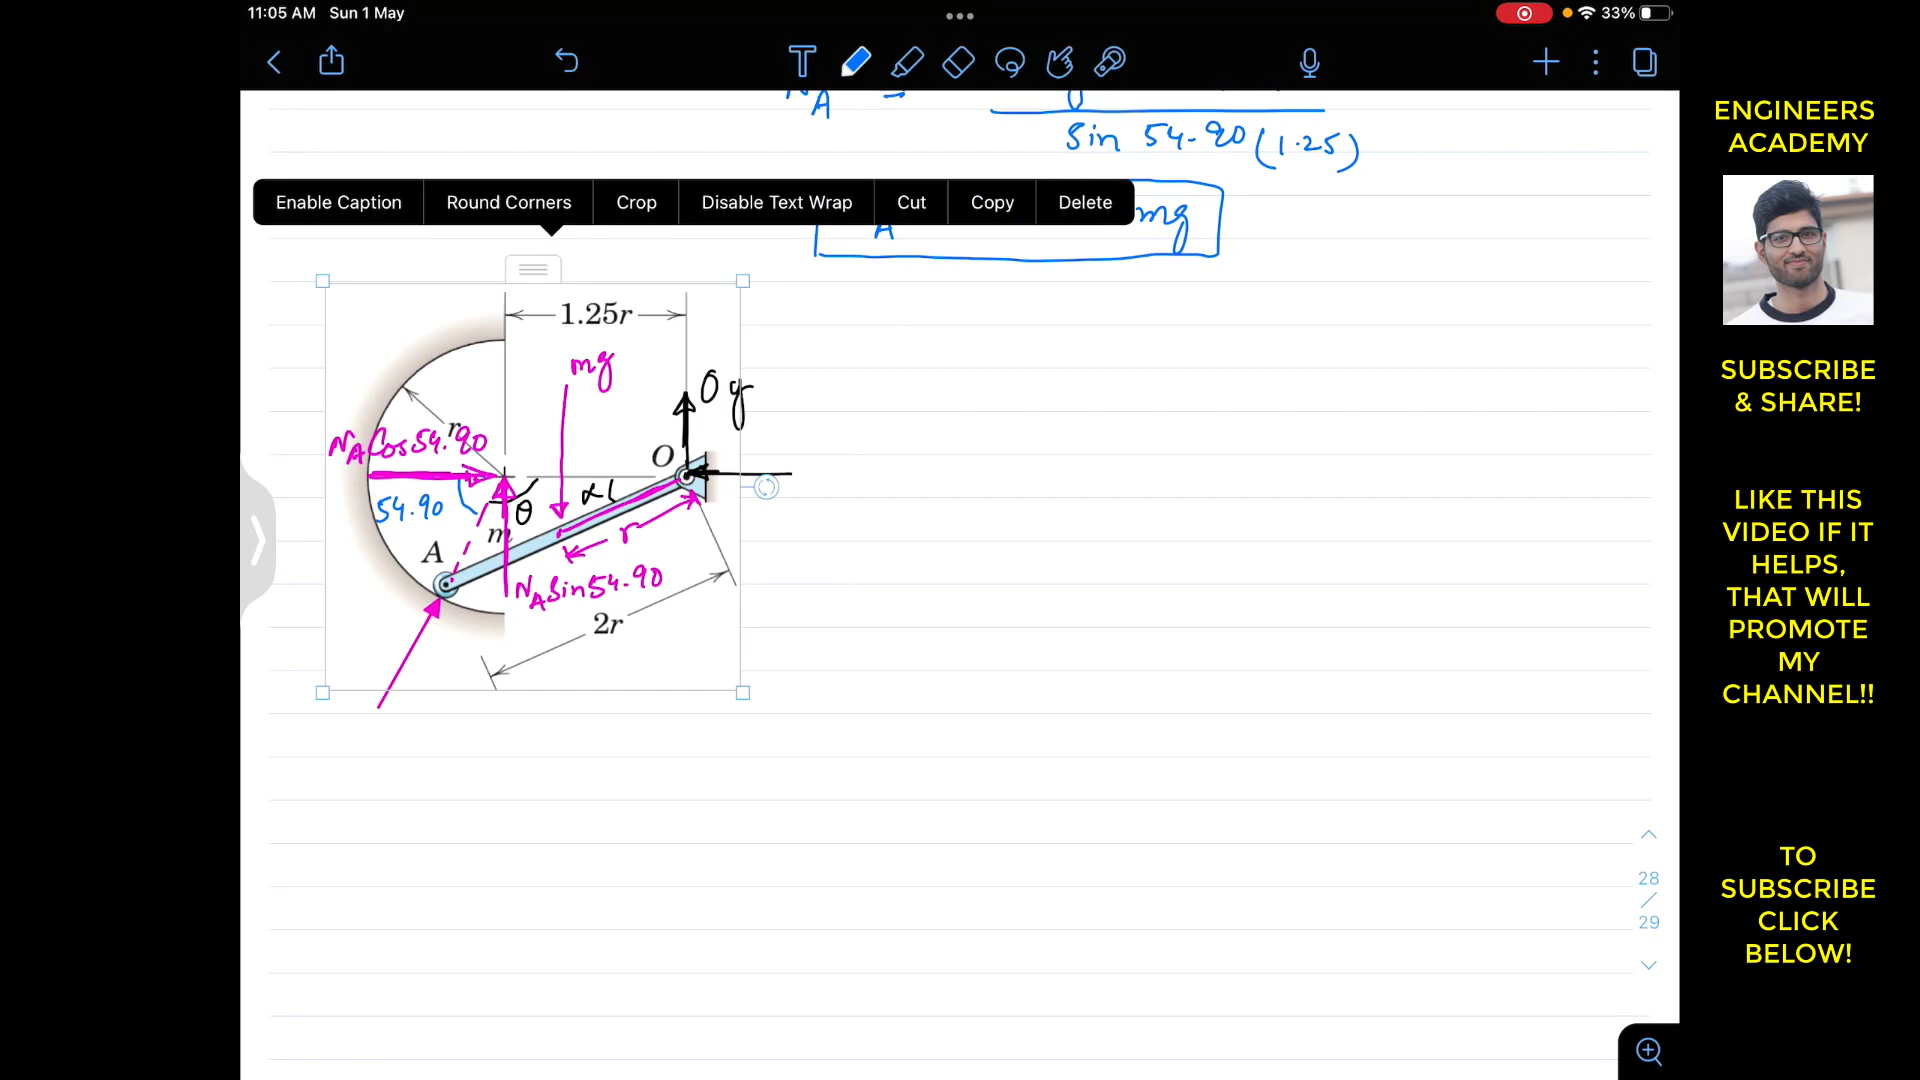 11:05 AM Sun 1 May
33%
A =
Sin 54.90 (1.25)
Enable Caption
Round Corners
Crop
Disable Text Wrap
Cut
Copy
Delete
A mg
1.25r
mg
Oy
r
NA Cos 54.90
O
54.90
θ
α
m
r
A
NA Sin 54.90
2r
28
29
ENGINEERS
ACADEMY
SUBSCRIBE
& SHARE!
LIKE THIS
VIDEO IF IT
HELPS,
THAT WILL
PROMOTE
MY
CHANNEL!!
TO
SUBSCRIBE
CLICK
BELOW!